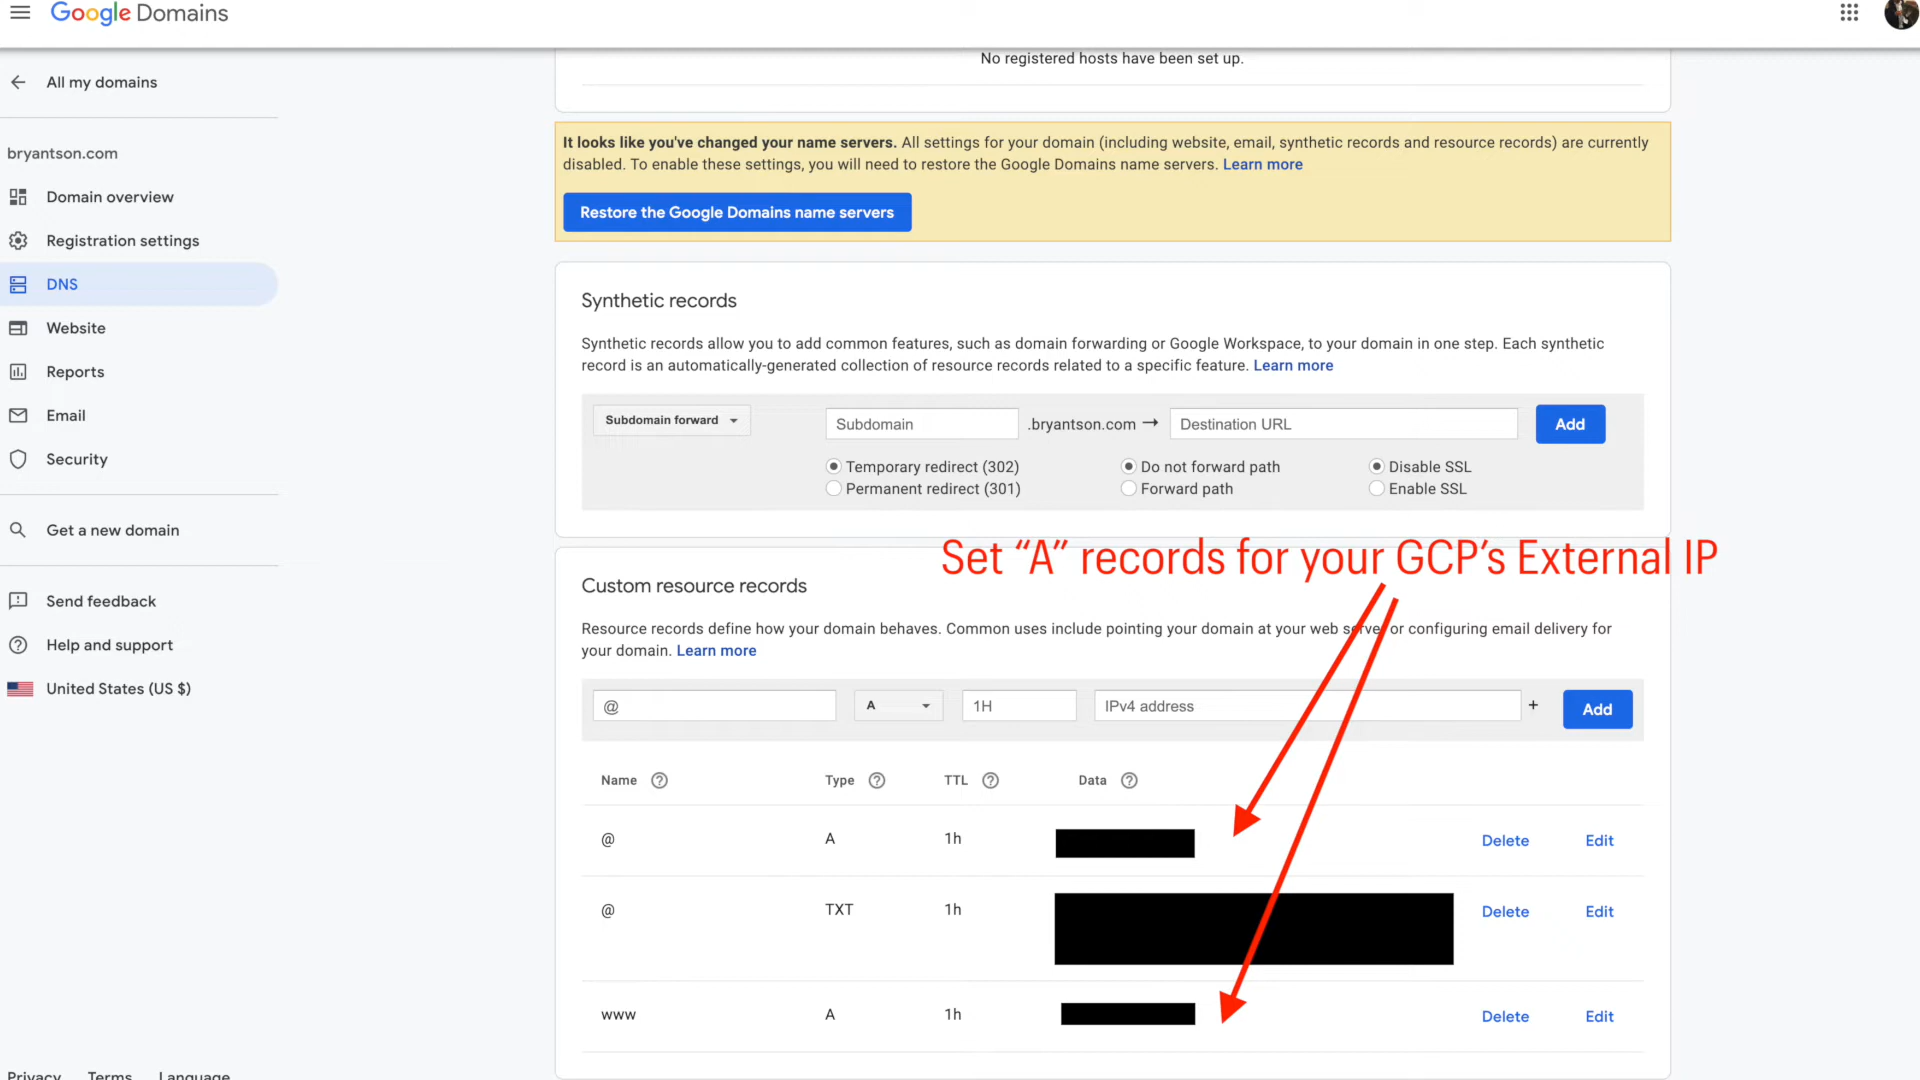 Google Domains
No registered hosts have been set up.
All my domains
bryantson.com
Domain overview
Registration settings
DNS
Website
Reports
Email
Security
Get a new domain
Send feedback
Help and support
United States (US $)
Privacy Terms Language
It looks like you've changed your name servers. All settings for your domain (including website, email, synthetic records and resource records) are currently
disabled. To enable these settings, you will need to restore the Google Domains name servers. Learn more
Restore the Google Domains name servers
Synthetic records
Synthetic records allow you to add common features, such as domain forwarding or Google Workspace, to your domain in one step. Each synthetic
record is an automatically-generated collection of resource records related to a specific feature. Learn more
Subdomain forward Subdomain .bryantson.com → Destination URL Add
Temporary redirect (302) Do not forward path Disable SSL
Permanent redirect (301) Forward path Enable SSL
Set “A” records for your GCP’s External IP
Custom resource records
Resource records define how your domain behaves. Common uses include pointing your domain at your web server or configuring email delivery for
your domain. Learn more
@ A 1H IPv4 address + Add
Name Type TTL Data
@ A 1h Delete Edit
@ TXT 1h Delete Edit
www A 1h Delete Edit